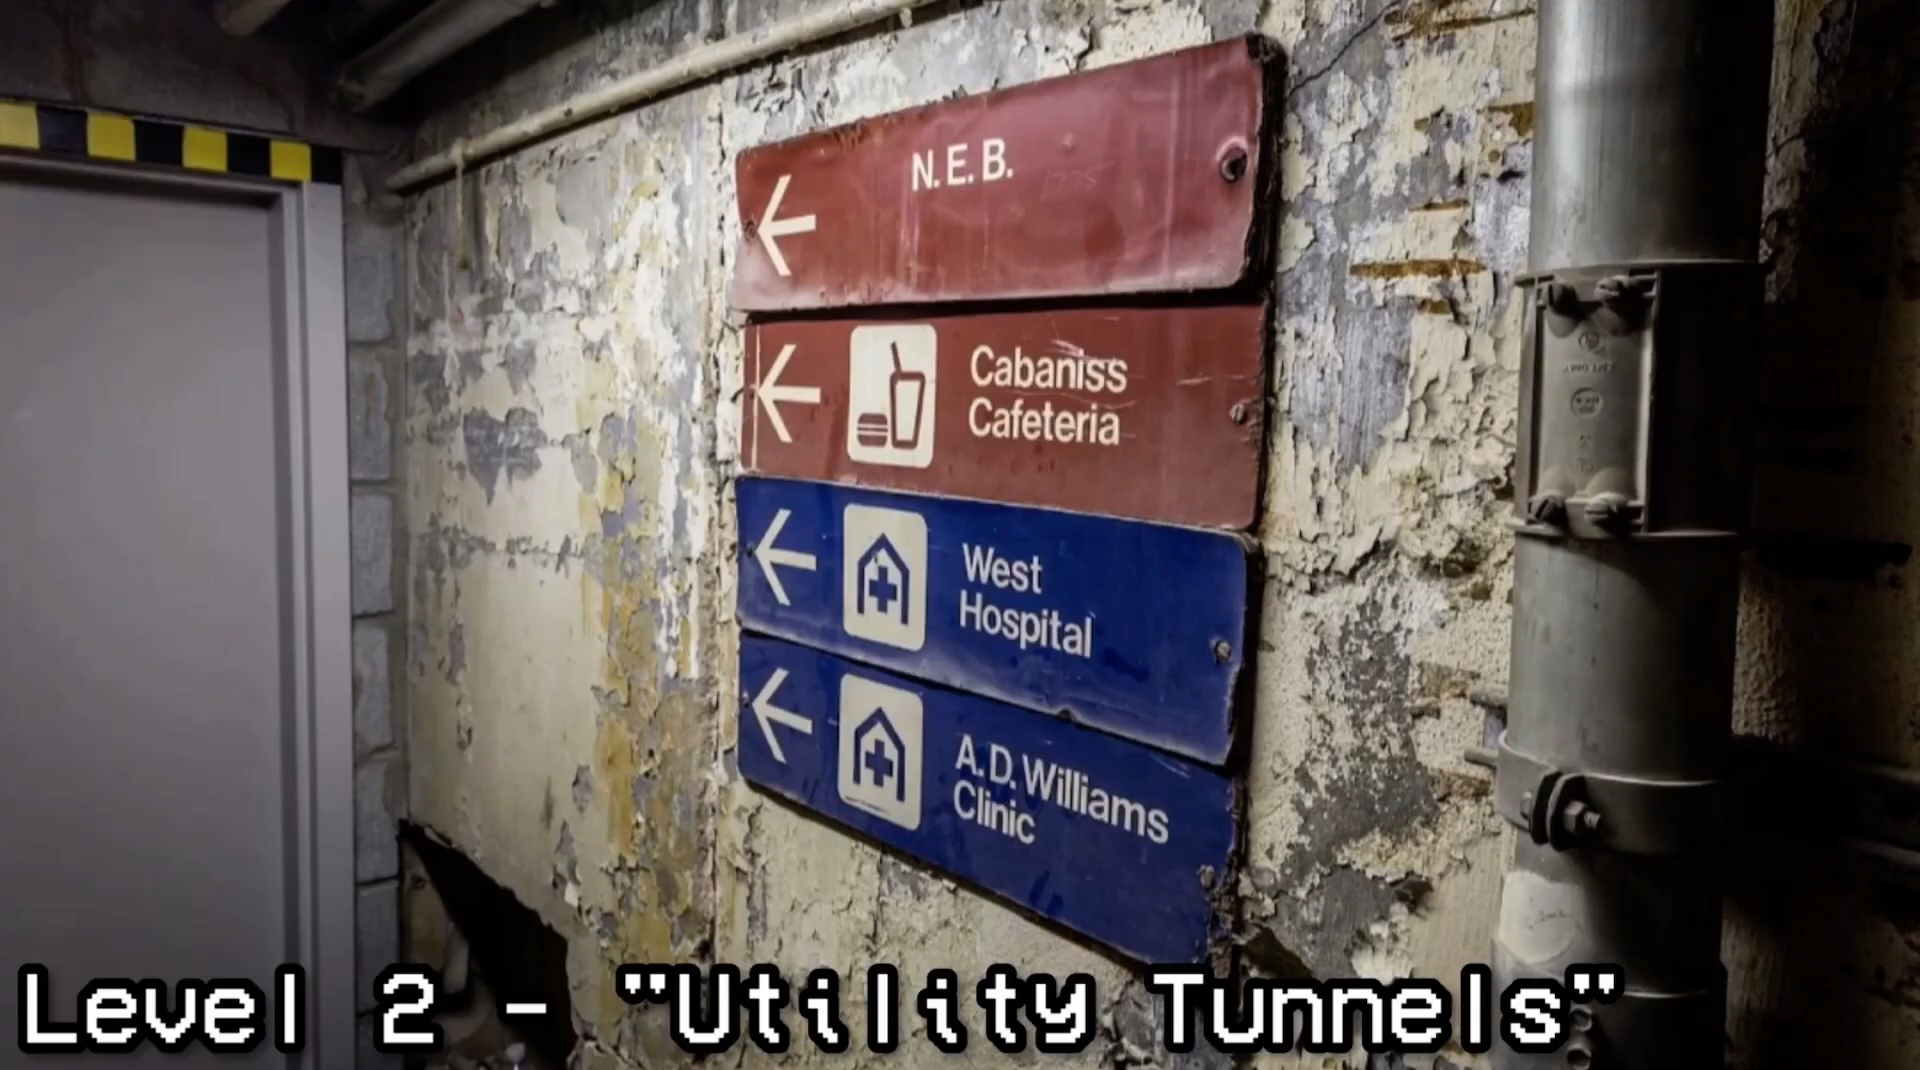 N.E.B.
Cabaniss
Cafeteria
West
Hospital
A.D. Williams
Clinic
Level 2 - "Utility Tunnels"